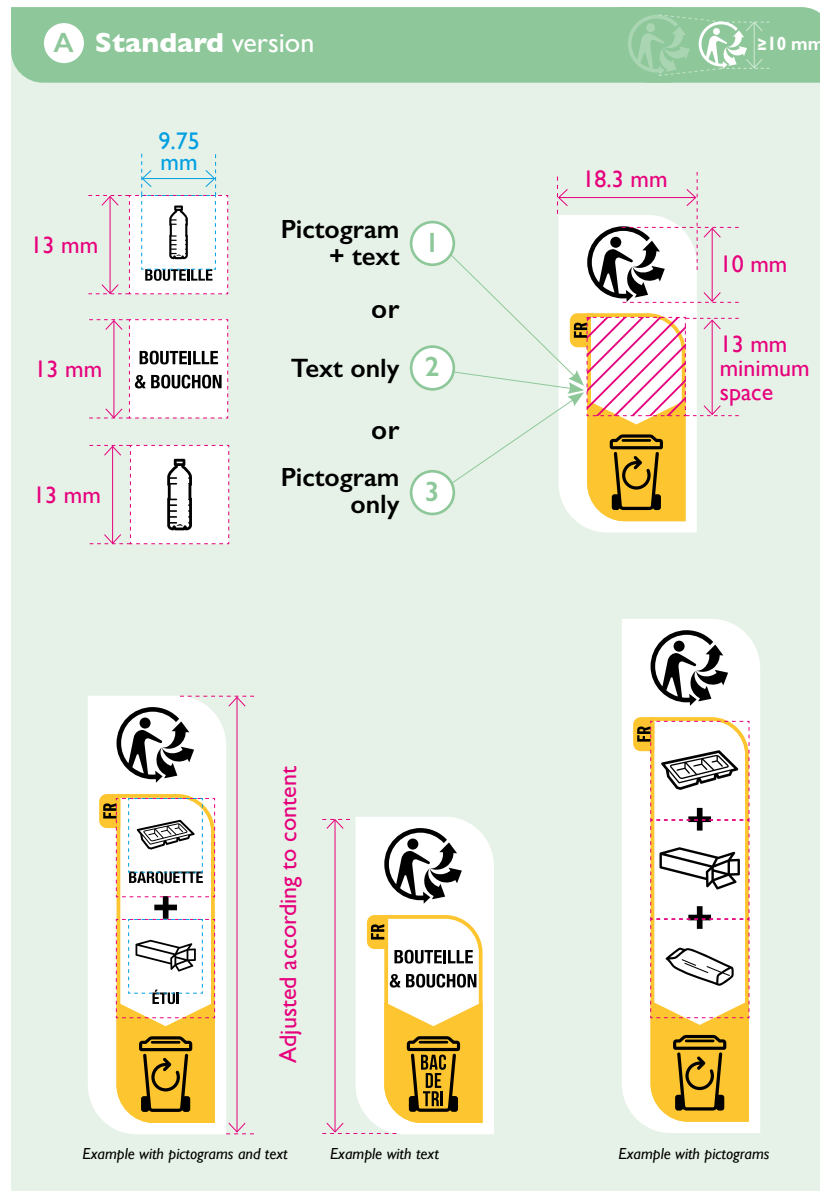 A Standard version
≥10 mm
9.75
mm
13 mm
BOUTEILLE
13 mm
BOUTEILLE
& BOUCHON
13 mm
Pictogram
+ text
1
or
Text only
2
or
Pictogram
only
3
18.3 mm
10 mm
FR
13 mm
minimum
space
FR
BARQUETTE
+
ÉTUI
Example with pictograms and text
Adjusted according to content
FR
BOUTEILLE
& BOUCHON
BAC
DE
TRI
Example with text
FR
+
+
Example with pictograms